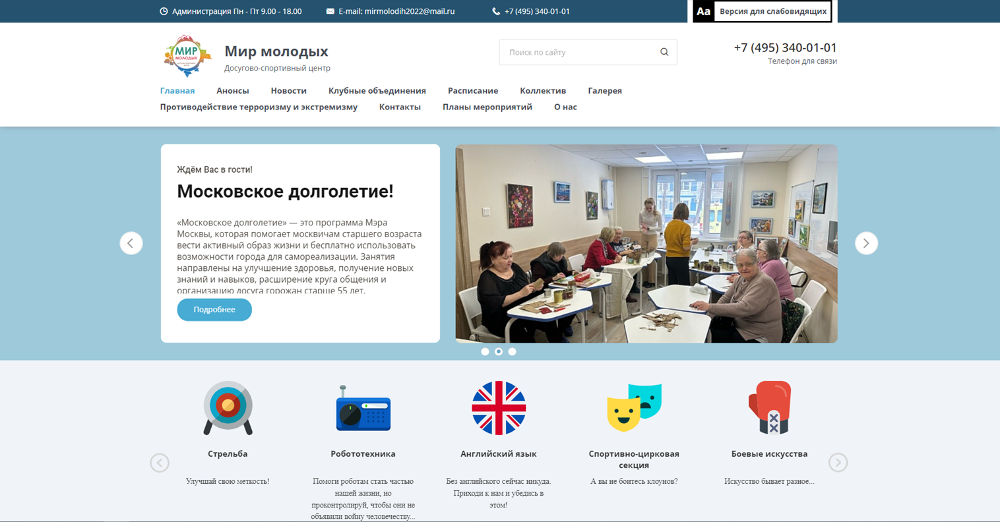 Администрация Пн - Пт 9.00 - 18.00
E-mail: mirmolodih2022@mail.ru
+7 (495) 340-01-01
Aa Версия для слабовидящих
МИР
МОЛОДЫХ
Мир молодых
Досугово-спортивный центр
Поиск по сайту
+7 (495) 340-01-01
Телефон для связи
Главная Анонсы Новости Клубные объединения Расписание Коллектив Галерея
Противодействие терроризму и экстремизму Контакты Планы мероприятий О нас
Ждём Вас в гости!
Московское долголетие!
«Московское долголетие» — это программа Мэра
Москвы, которая помогает москвичам старшего возраста
вести активный образ жизни и бесплатно использовать
возможности города для самореализации. Занятия
направлены на улучшение здоровья, получение новых
знаний и навыков, расширение круга общения и
организацию досуга горожан старше 55 лет.
Подробнее
Стрельба
Улучшай свою меткость!
Робототехника
Помоги роботам стать частью
нашей жизни, но
проконтролируй, чтобы они не
объявили войну человечеству...
Английский язык
Без английского сейчас никуда.
Приходи к нам и убедись в
этом!
Спортивно-цирковая
секция
А вы не боитесь клоунов?
Боевые искусства
Искусство бывает разное...